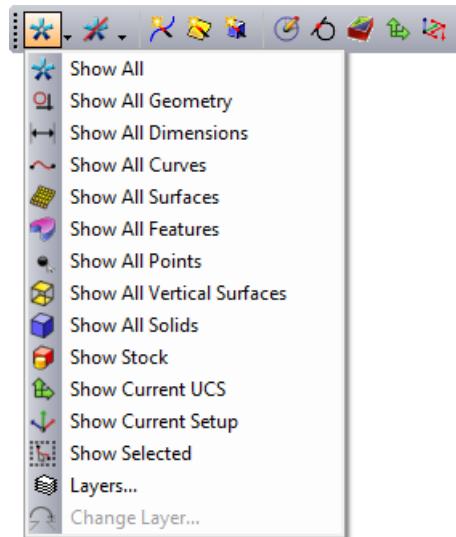 Show All
Show All Geometry
Show All Dimensions
Show All Curves
Show All Surfaces
Show All Features
Show All Points
Show All Vertical Surfaces
Show All Solids
Show Stock
Show Current UCS
Show Current Setup
Show Selected
Layers...
Change Layer...